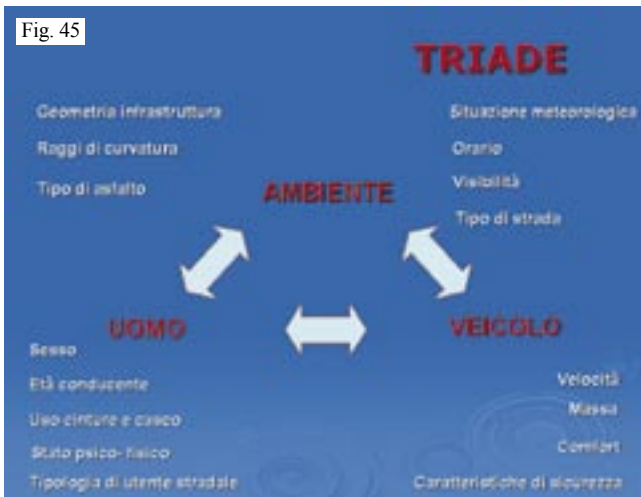 Fig. 45
TRIADE
Geometria infrastruttura
Raggi di curvatura
Tipo di asfalto
Situazione meteorologica
Orario
Visibilità
Tipo di strada
AMBIENTE
UOMO
Sesso
Età conducente
Uso cinture e casco
Stato psico-fisico
Tipologia di utente stradale
VEICOLO
Velocità
Massa
Comfort
Caratteristiche di sicurezza